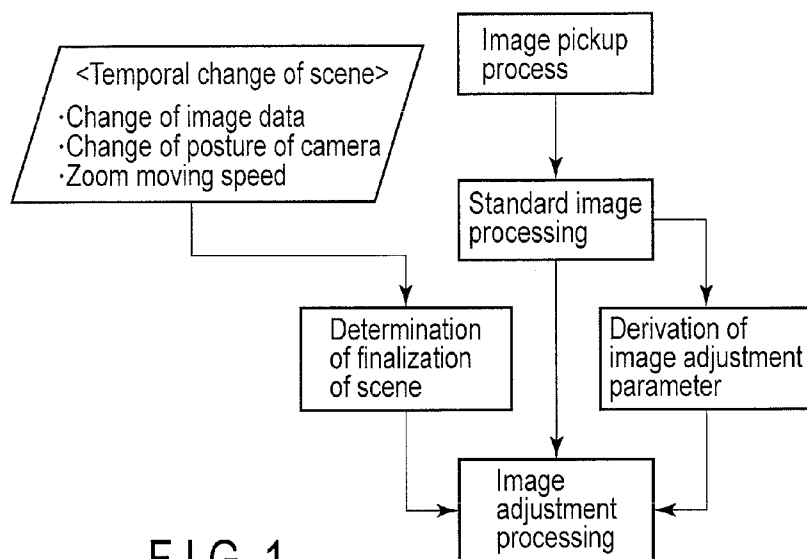 <Temporal change of scene>
·Change of image data
·Change of posture of camera
·Zoom moving speed
Image pickup
process
Standard image
processing
Determination
of finalization
of scene
Derivation of
image adjustment
parameter
Image
adjustment
processing
FIG. 1